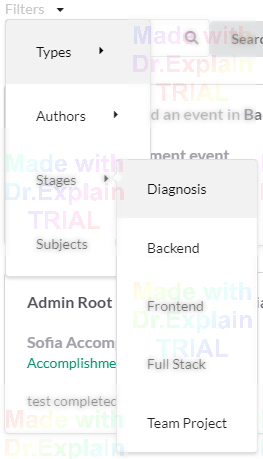 Filters
Types
Searc
Authors
d an event in Ba
ment event
Stages
Diagnosis
Subjects
Backend
Admin Root
Frontend
Sofia Accom
Accomplishme
Full Stack
test completed
Team Project
Made with
Dr.Explain
TRIAL
Made with
Dr.Explain
TRIAL
Made with
Dr.Explain
TRIAL
Made with
Dr.Explain